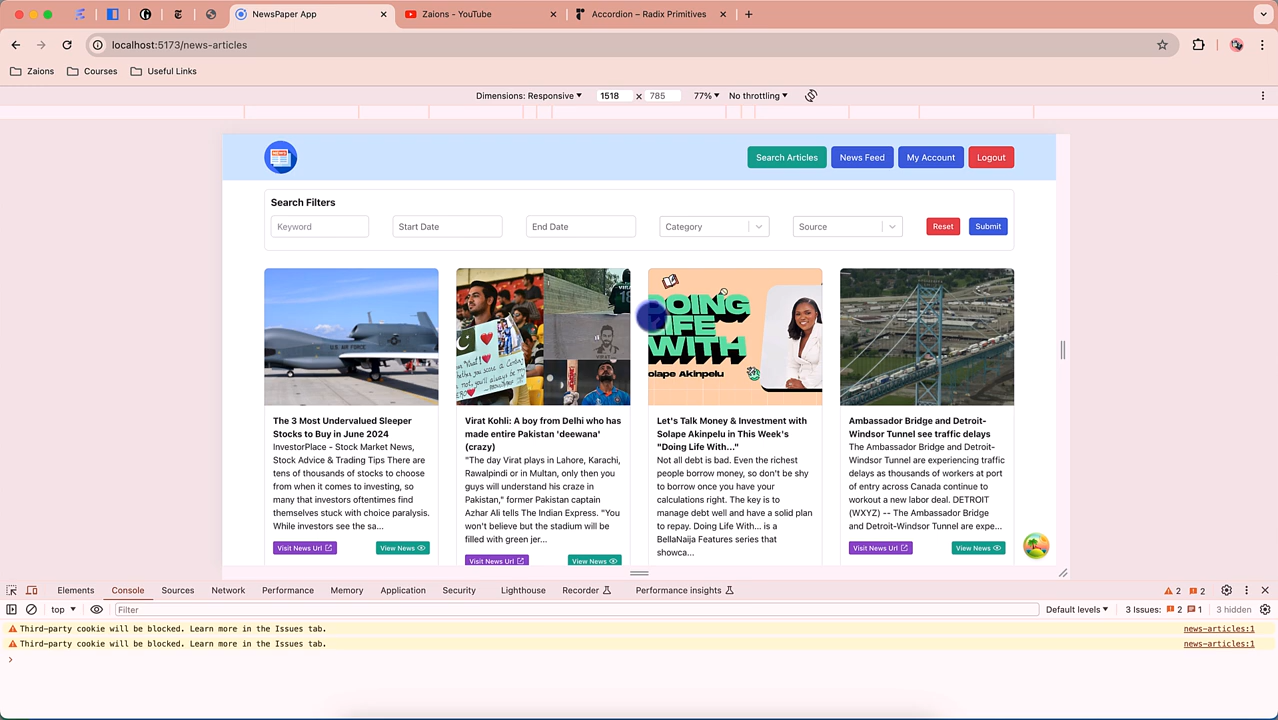 NewsPaper App
Zaions - YouTube
Accordion – Radix Primitives
localhost:5173/news-articles
Zaions
Courses
Useful Links
Dimensions: Responsive
1518 × 785
77%
No throttling
Search Articles
News Feed
My Account
Logout
Search Filters
Keyword
Start Date
End Date
Category
Source
Reset
Submit
U.S. AIR FORCE
DOING
LIFE
WITH
Solape Akinpelu
The 3 Most Undervalued Sleeper
Stocks to Buy in June 2024
InvestorPlace - Stock Market News,
Stock Advice & Trading Tips There are
tens of thousands of stocks to choose
from when it comes to investing, so
many that investors oftentimes find
themselves stuck with choice paralysis.
While investors see the sa...
Visit News Url
View News
Virat Kohli: A boy from Delhi who has
made entire Pakistan 'deewana'
(crazy)
"The day Virat plays in Lahore, Karachi,
Rawalpindi or in Multan, only then you
guys will understand his craze in
Pakistan," former Pakistan captain
Azhar Ali tells The Indian Express. "You
won't believe but the stadium will be
filled with green jer...
Visit News Url
View News
Let's Talk Money & Investment with
Solape Akinpelu in This Week's
"Doing Life With..."
Not all debt is bad. Even the richest
people borrow money, so don't be shy
to borrow once you have your
calculations right. The key is to
manage debt well and have a solid plan
to repay. Doing Life With... is a
BellaNaija Features series that
showca...
Ambassador Bridge and Detroit-
Windsor Tunnel see traffic delays
The Ambassador Bridge and Detroit-
Windsor Tunnel are experiencing traffic
delays as thousands of workers at port
of entry across Canada continue to
workout a new labor deal. DETROIT
(WXYZ) -- The Ambassador Bridge
and Detroit-Windsor Tunnel are expe...
Visit News Url
View News
Elements
Console
Sources
Network
Performance
Memory
Application
Security
Lighthouse
Recorder
Performance insights
2
2
top
Filter
Default levels
3 Issues:
2
1
3 hidden
Third-party cookie will be blocked. Learn more in the Issues tab.
news-articles:1
Third-party cookie will be blocked. Learn more in the Issues tab.
news-articles:1